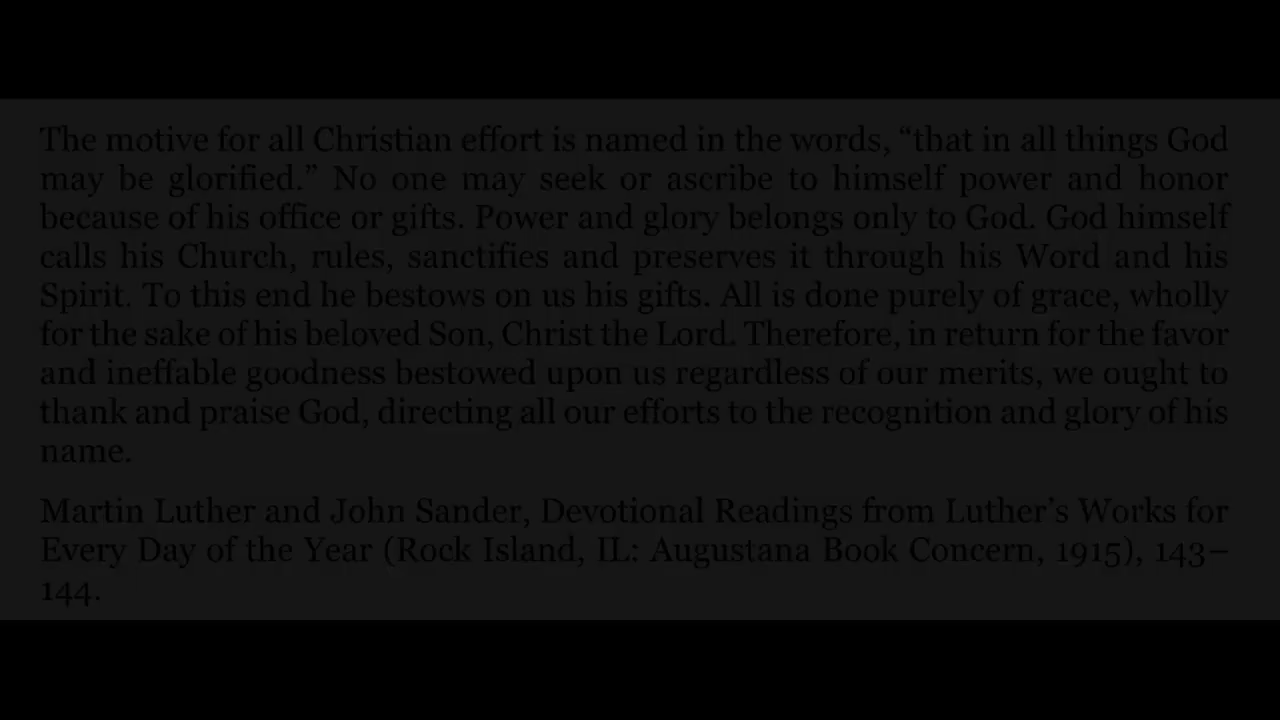 The motive for all Christian effort is named in the words, “that in all things God
may be glorified.” No one may seek or ascribe to himself power and honor
because of his office or gifts. Power and glory belongs only to God. God himself
calls his Church, rules, sanctifies and preserves it through his Word and his
Spirit. To this end he bestows on us his gifts. All is done purely of grace, wholly
for the sake of his beloved Son, Christ the Lord. Therefore, in return for the favor
and ineffable goodness bestowed upon us regardless of our merits, we ought to
thank and praise God, directing all our efforts to the recognition and glory of his
name.
Martin Luther and John Sander, Devotional Readings from Luther’s Works for
Every Day of the Year (Rock Island, IL: Augustana Book Concern, 1915), 143–
144.